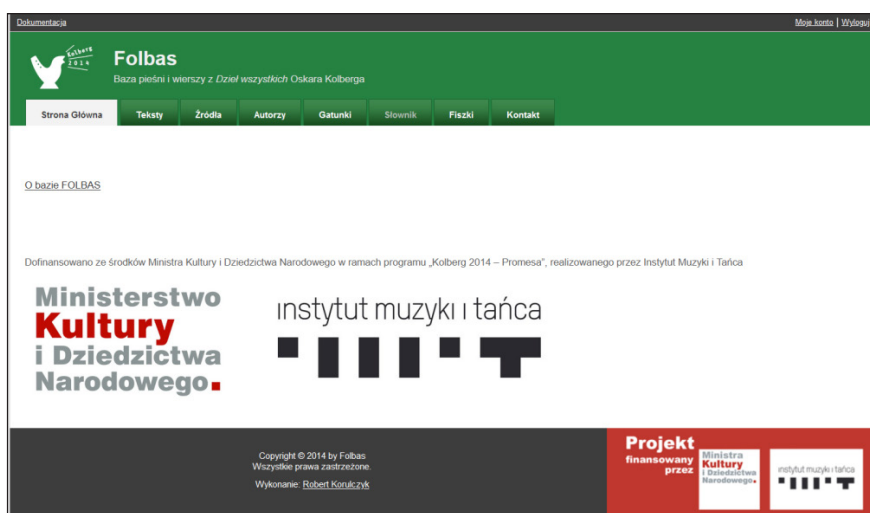 Dokumentacja
Moje konto | Wyloguj
Kolberg
2014
Folbas
Baza pieśni i wierszy z Dzieł wszystkich Oskara Kolberga
Strona Główna
Teksty
Źródła
Autorzy
Gatunki
Słownik
Fiszki
Kontakt
O bazie FOLBAS
Dofinansowano ze środków Ministra Kultury i Dziedzictwa Narodowego w ramach programu „Kolberg 2014 – Promesa”, realizowanego przez Instytut Muzyki i Tańca
Ministerstwo
Kultury
i Dziedzictwa
Narodowego.
instytut muzyki i tańca
Copyright © 2014 by Folbas
Wszystkie prawa zastrzeżone.
Wykonanie: Robert Korulczyk
Projekt
finansowany
przez
Ministra
Kultury
i Dziedzictwa
Narodowego.
instytut muzyki i tańca